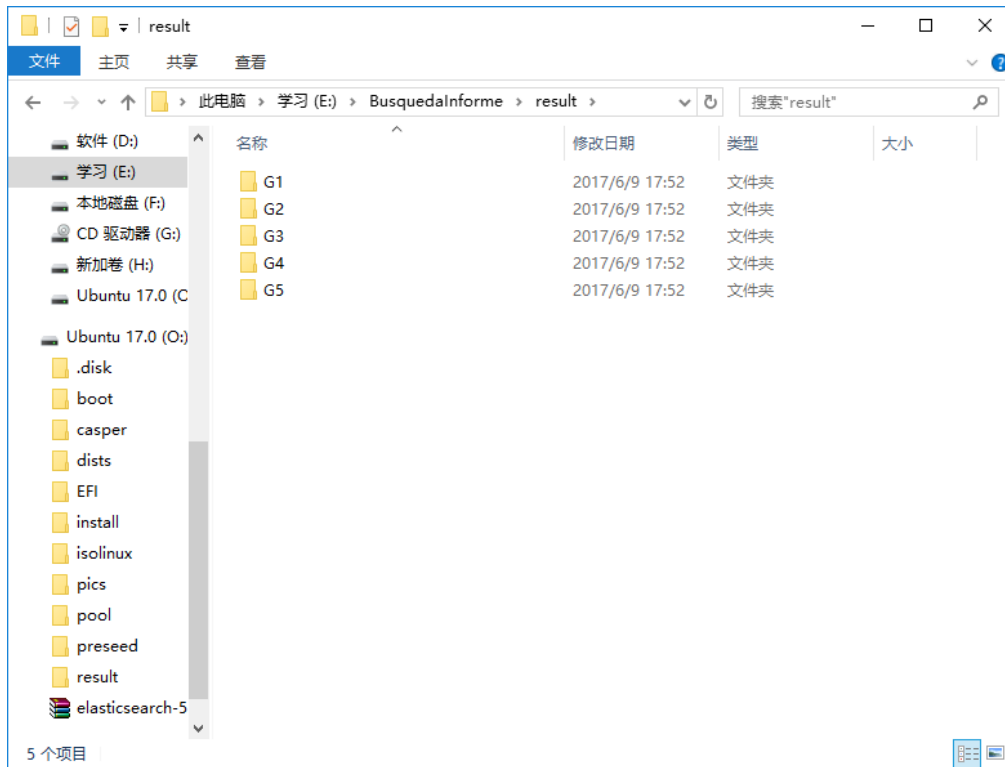 result
文件 主页 共享 查看
此电脑 学习 (E:) BusquedaInforme result 搜索"result"
软件 (D:)
学习 (E:)
本地磁盘 (F:)
CD 驱动器 (G:)
新加卷 (H:)
Ubuntu 17.0 (O
Ubuntu 17.0 (O:)
.disk
boot
casper
dists
EFI
install
isolinux
pics
pool
preseed
result
elasticsearch-5
名称 修改日期 类型 大小
G1 2017/6/9 17:52 文件夹
G2 2017/6/9 17:52 文件夹
G3 2017/6/9 17:52 文件夹
G4 2017/6/9 17:52 文件夹
G5 2017/6/9 17:52 文件夹
5 个项目